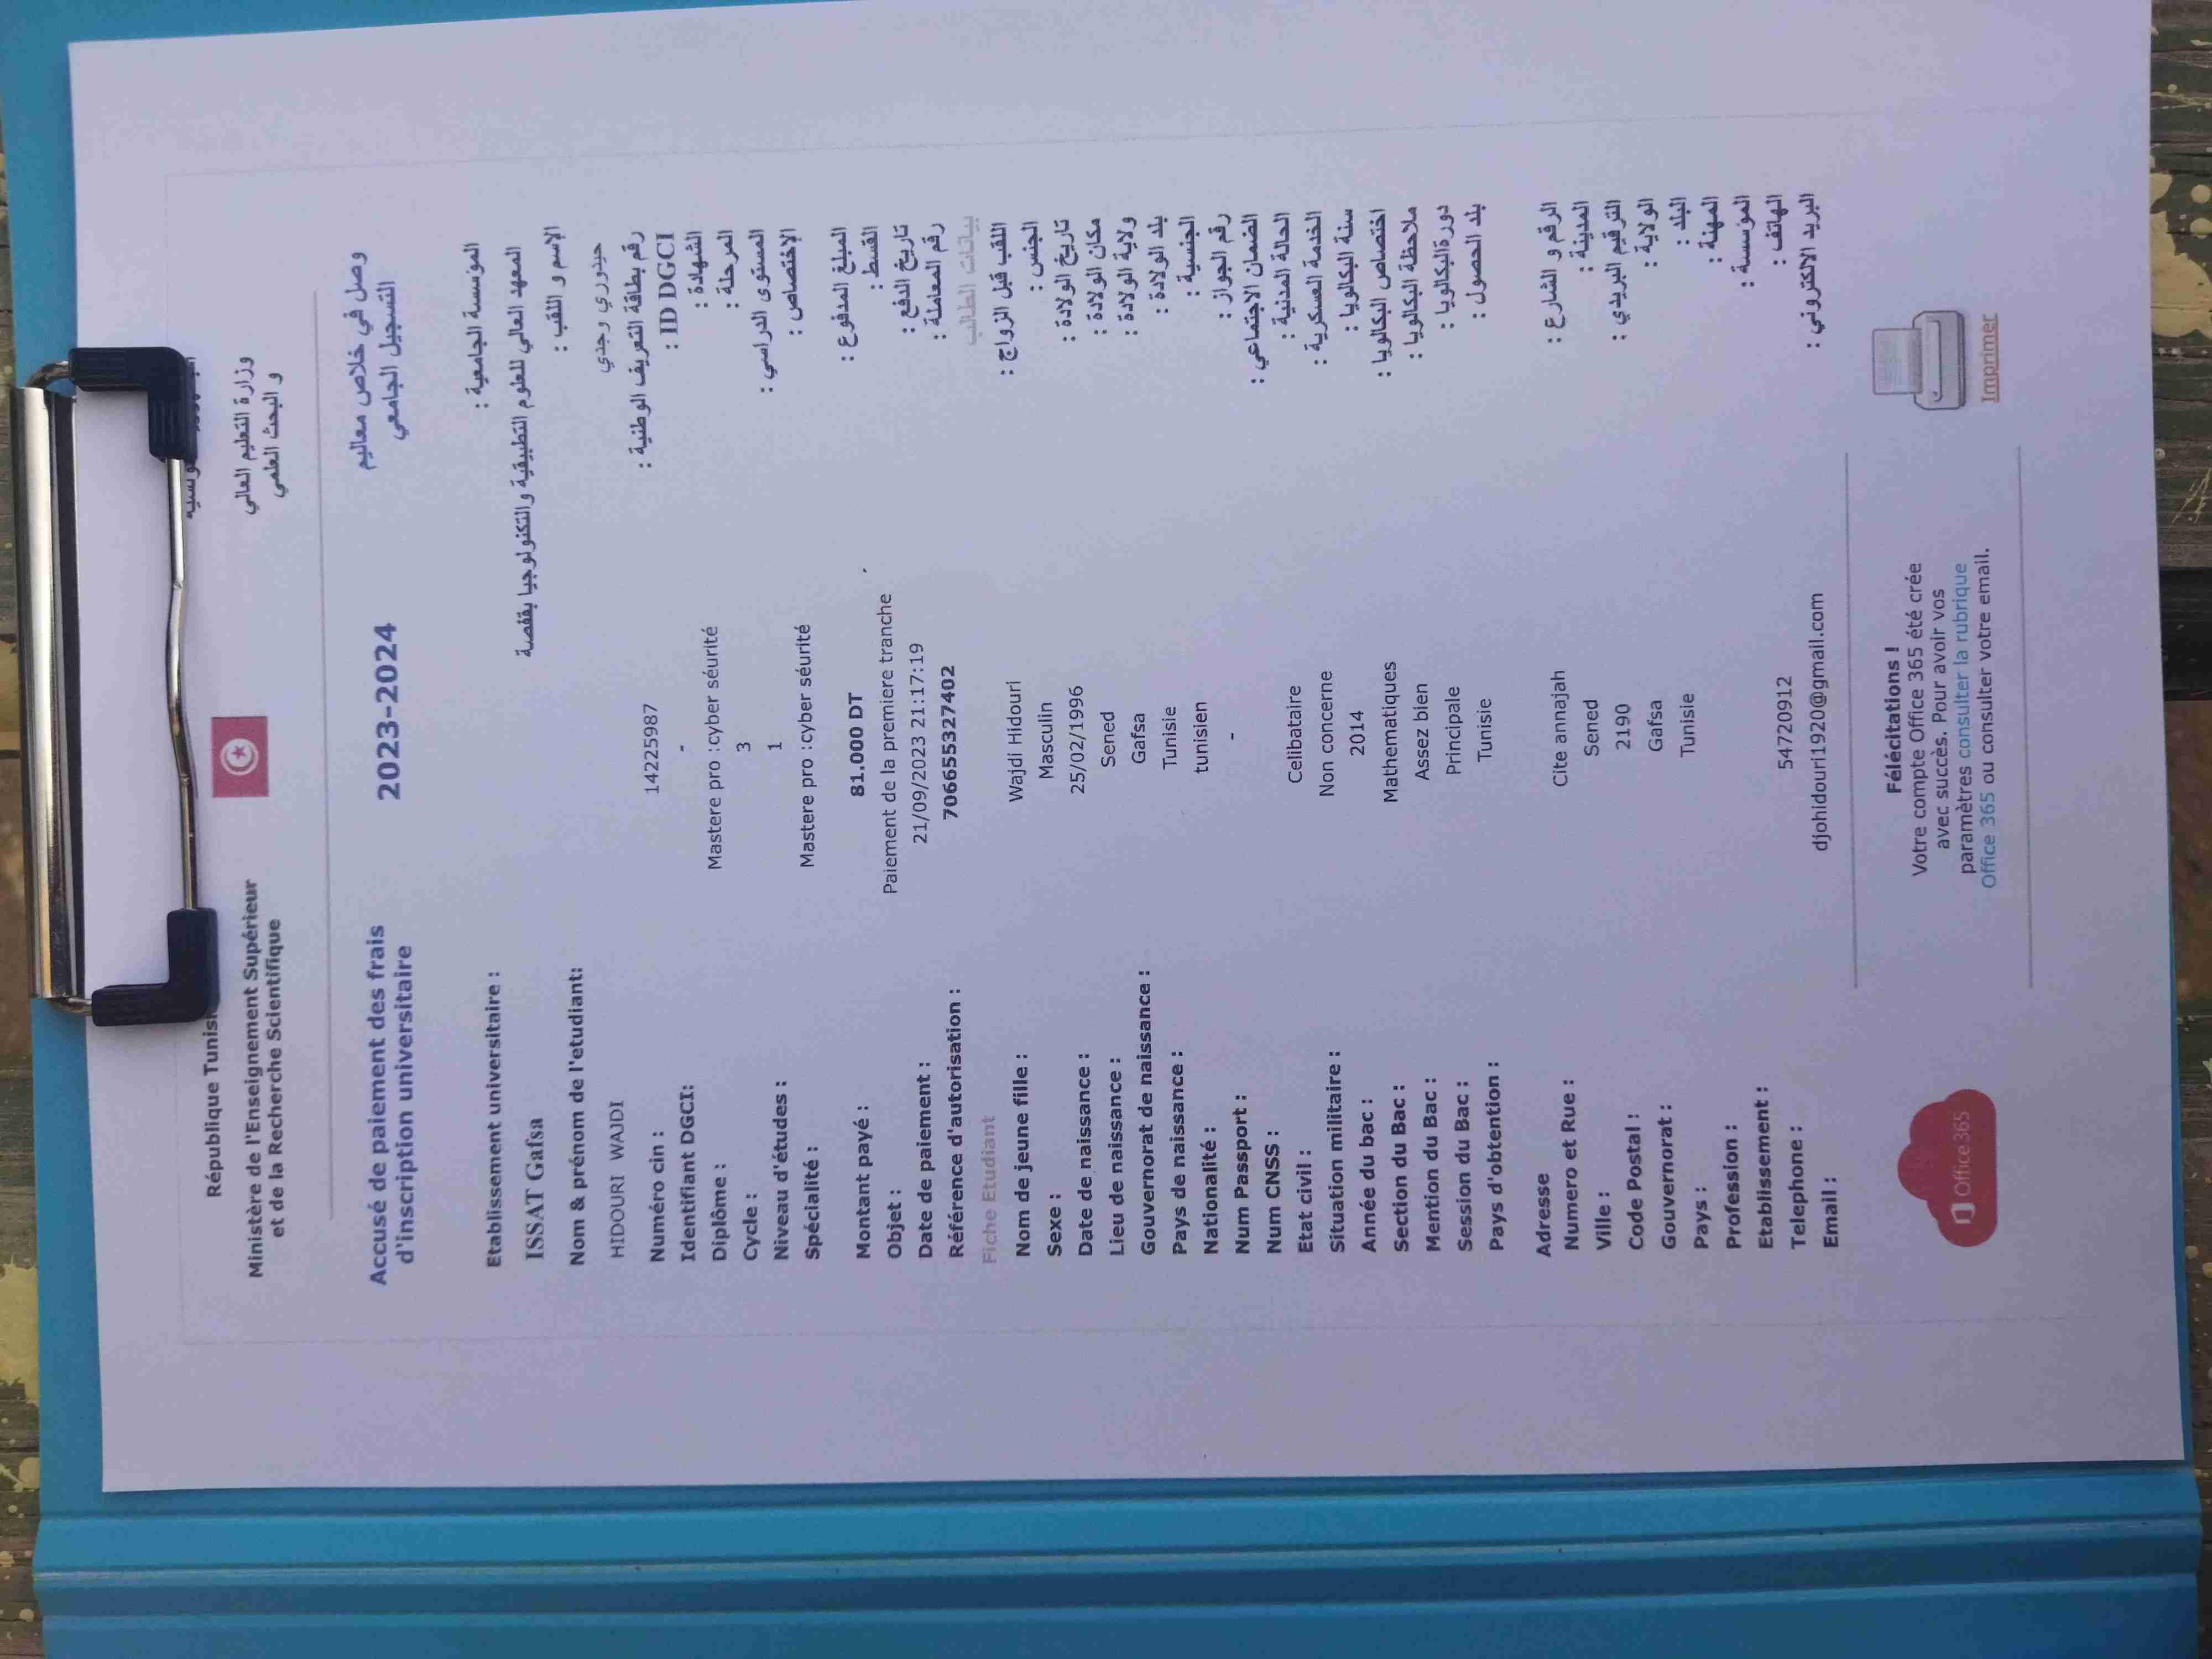 République
Ministère de l'Enseignement Supérieur
et de la Recherche Scientifique
وزارة التعليم العالي
و البحث العلمي
Accusé de paiement des frais
d'inscription universitaire
2023-2024
وصل في خلاص معاليم
التسجيل الجامعي
Etablissement universitaire : المؤسسة الجامعية :
ISSAT Gafsa المعهد العالي للعلوم التطبيقية والتكنولوجيا بقفصة
Nom & prénom de l'etudiant: الإسم و اللقب :
HIDOURI WAJDI حيدوري وجدي
Numéro cin : 14225987 رقم بطاقة التعريف الوطنية :
Identifiant DGCI: - ID DGCI :
Diplôme : Mastere pro :cyber séurité الشهادة :
Cycle : 3 المرحلة :
Niveau d'études : 1 المستوى الدراسي :
Spécialité : Mastere pro :cyber séurité الإختصاص :
Montant payé : 81.000 DT المبلغ المدفوع :
Objet : Paiement de la premiere tranche القسط :
Date de paiement : 21/09/2023 21:17:19 تاريخ الدفع :
Référence d'autorisation : 706655327402 رقم المعاملة :
Fiche Etudiant بيانات الطالب
Nom de jeune fille : Wajdi Hidouri اللقب قبل الزواج :
Sexe : Masculin الجنس :
Date de naissance : 25/02/1996 تاريخ الولادة :
Lieu de naissance : Sened مكان الولادة :
Gouvernorat de naissance : Gafsa ولاية الولادة :
Pays de naissance : Tunisie بلد الولادة :
Nationalité : tunisien الجنسية :
Num Passport : - رقم الجواز :
Num CNSS : الضمان الاجتماعي :
Etat civil : Celibataire الحالة المدنية :
Situation militaire : Non concerne الخدمة العسكرية :
Année du bac : 2014 سنة البكالويا :
Section du Bac : Mathematiques اختصاص البكالويا :
Mention du Bac : Assez bien ملاحظة البكالويا :
Session du Bac : Principale دورةالبكالويا :
Pays d'obtention : Tunisie بلد الحصول :
Adresse
Numero et Rue : Cite annajah الرقم و الشارع :
Ville : Sened المدينة :
Code Postal : 2190 الترقيم البريدي :
Gouvernorat : Gafsa الولاية :
Pays : Tunisie البلد :
Profession : المهنة :
Etablissement : الموسسة :
Telephone : 54720912 الهاتف :
Email : djohidouri1920@gmail.com البريد الالكتروني :
Office365
Félécitations !
Votre compte Office 365 été crée
avec succès. Pour avoir vos
paramètres consulter la rubrique
Office 365 ou consulter votre email.
Imprimer